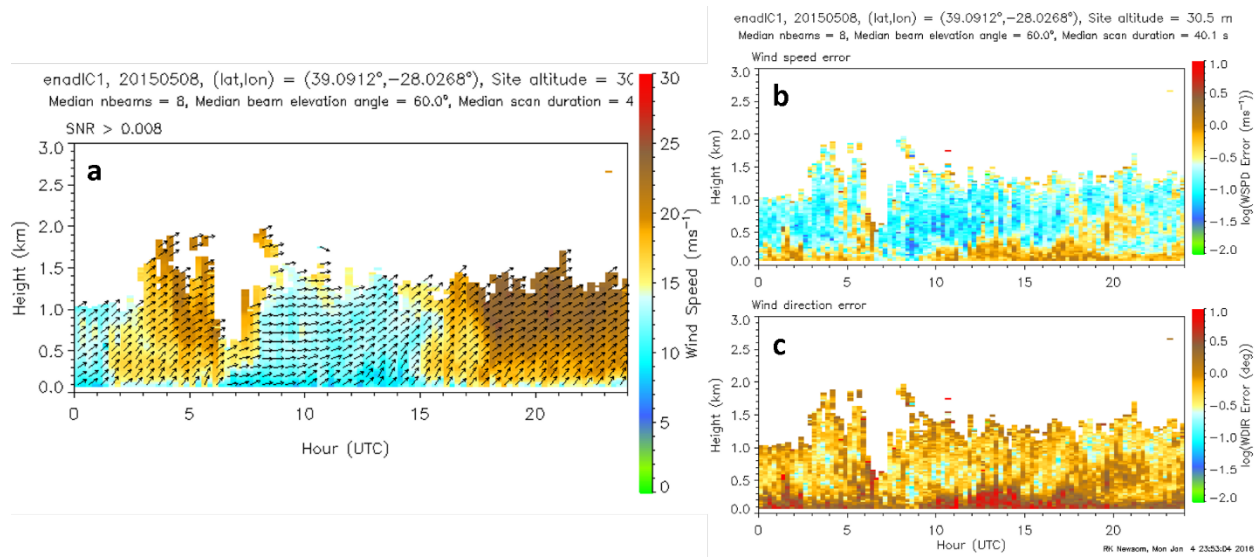 enadlC1, 20150508, (lat,lon) = (39.0912°,−28.0268°), Site altitude = 30
Median nbeams = 8, Median beam elevation angle = 60.0°, Median scan duration = 4
SNR > 0.008
a
3.0
2.5
2.0
1.5
1.0
0.5
0.0
Height (km)
0 5 10 15 20
Hour (UTC)
30
25
20
15
10
5
0
Wind Speed (ms⁻¹)
enadlC1, 20150508, (lat,lon) = (39.0912°,−28.0268°), Site altitude = 30.5 m
Median nbeams = 8, Median beam elevation angle = 60.0°, Median scan duration = 40.1 s
Wind speed error
b
3.0
2.5
2.0
1.5
1.0
0.5
0.0
Height (km)
0 5 10 15 20
1.0
0.5
0.0
−0.5
−1.0
−1.5
−2.0
log(WSPD Error (ms⁻¹))
Wind direction error
c
3.0
2.5
2.0
1.5
1.0
0.5
0.0
Height (km)
0 5 10 15 20
Hour (UTC)
1.0
0.5
0.0
−0.5
−1.0
−1.5
−2.0
log(WDIR Error (deg))
RK Newsom, Mon Jan 4 23:53:04 2016